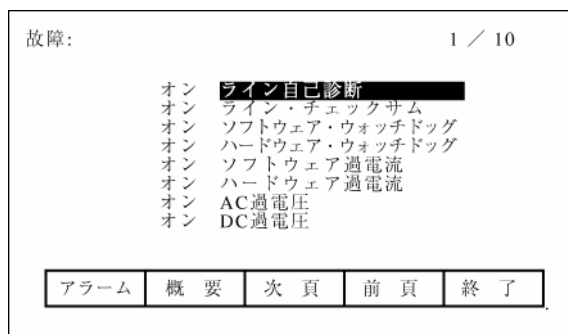 故障: 1 / 10
オン ライン自己診断
オン ライン・チェックサム
オン ソフトウェア・ウォッチドッグ
オン ハードウェア・ウォッチドッグ
オン ソフトウェア過電流
オン ハードウェア過電流
オン AC過電圧
オン DC過電圧
アラーム 概 要 次 頁 前 頁 終 了